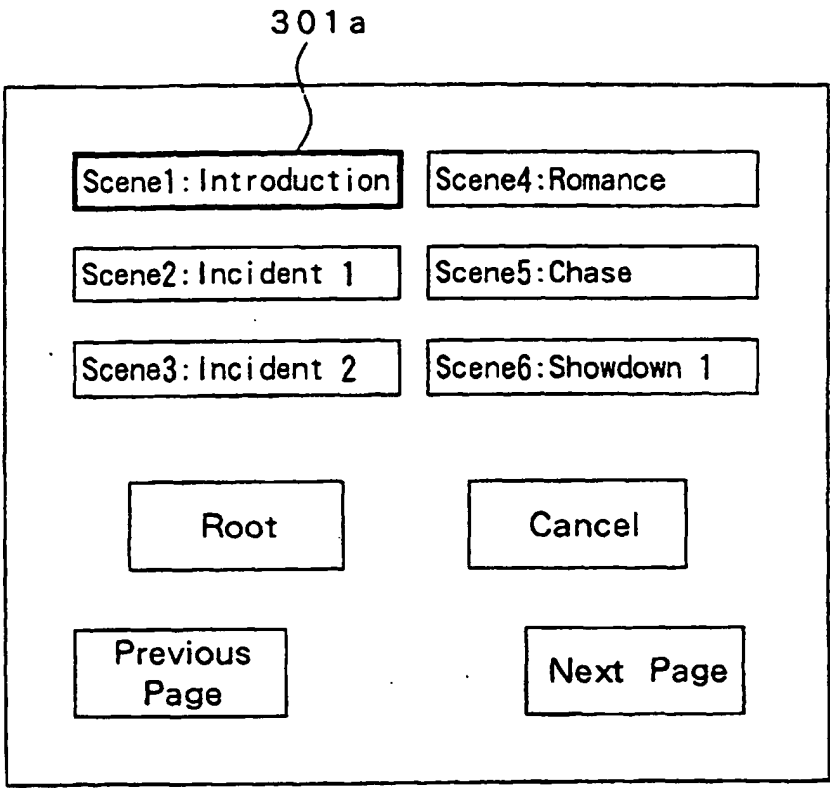 301a
Scene1:Introduction
Scene4:Romance
Scene2:Incident 1
Scene5:Chase
Scene3:Incident 2
Scene6:Showdown 1
Root
Cancel
Previous
Page
Next Page